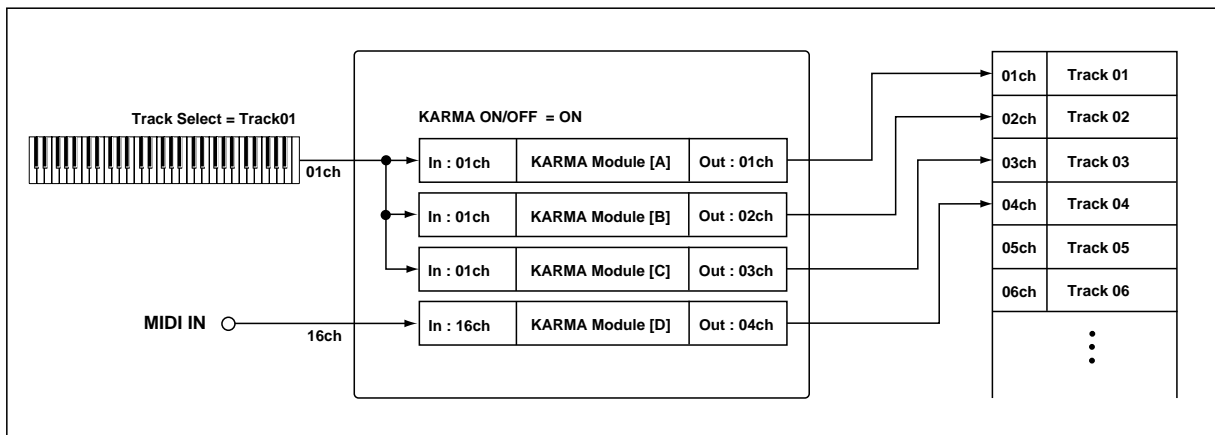 Track Select = Track01
01ch
MIDI IN
16ch
KARMA ON/OFF = ON
In : 01ch KARMA Module [A] Out : 01ch
In : 01ch KARMA Module [B] Out : 02ch
In : 01ch KARMA Module [C] Out : 03ch
In : 16ch KARMA Module [D] Out : 04ch
01ch Track 01
02ch Track 02
03ch Track 03
04ch Track 04
05ch Track 05
06ch Track 06